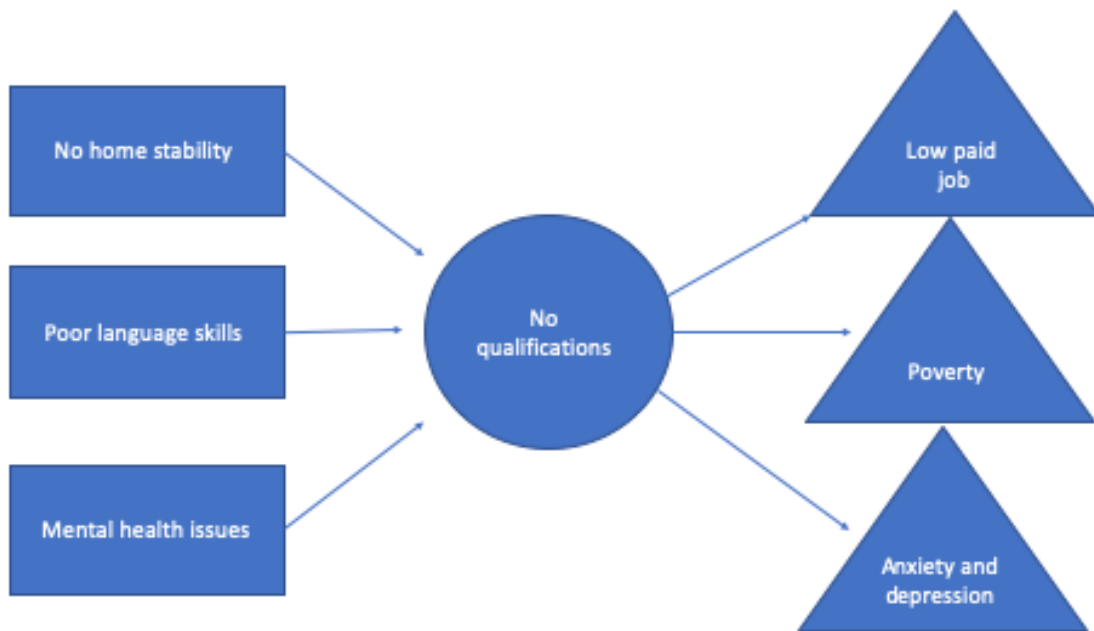 No home stability
Poor language skills
Mental health issues
No
qualifications
Low paid
job
Poverty
Anxiety and
depression